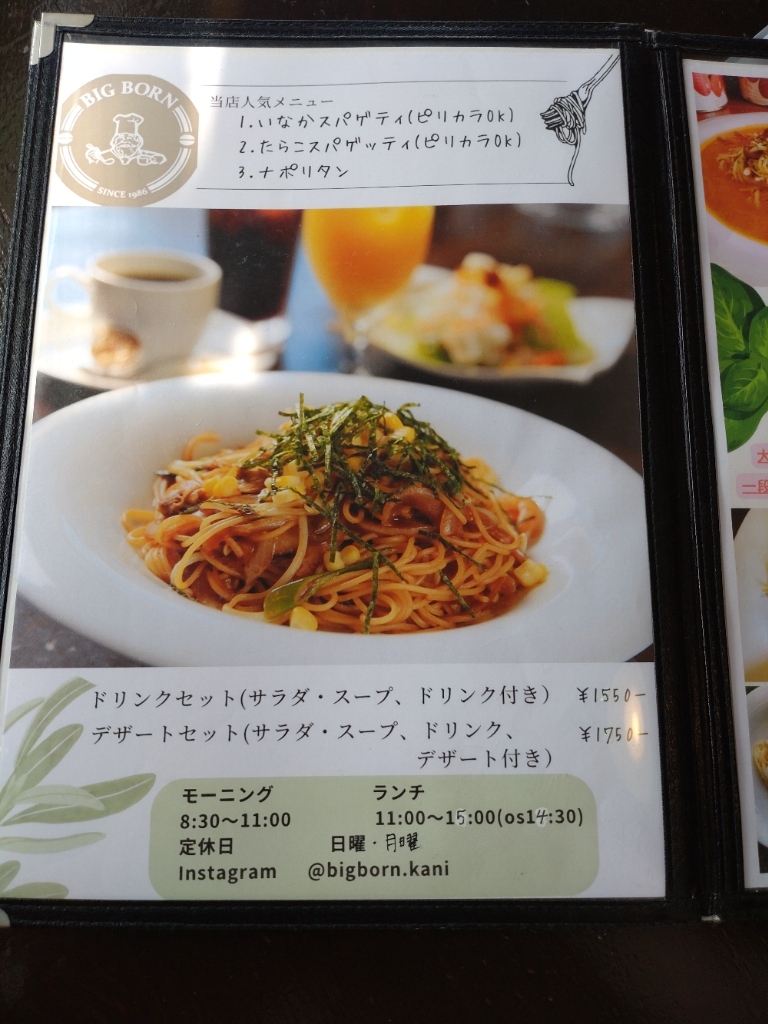 BIG BORN
SINCE 1986
当店人気メニュー
1.いなかスパゲティ(ピリカラOK)
2.たらこスパゲッティ(ピリカラOK)
3.ナポリタン
ドリンクセット(サラダ・スープ、ドリンク付き) ¥1550-
デザートセット(サラダ・スープ、ドリンク、 ¥1750-
デザート付き)
モーニング ランチ
8:30〜11:00 11:00〜15:00(os14:30)
定休日 日曜・月曜
Instagram @bigborn.kani
一段